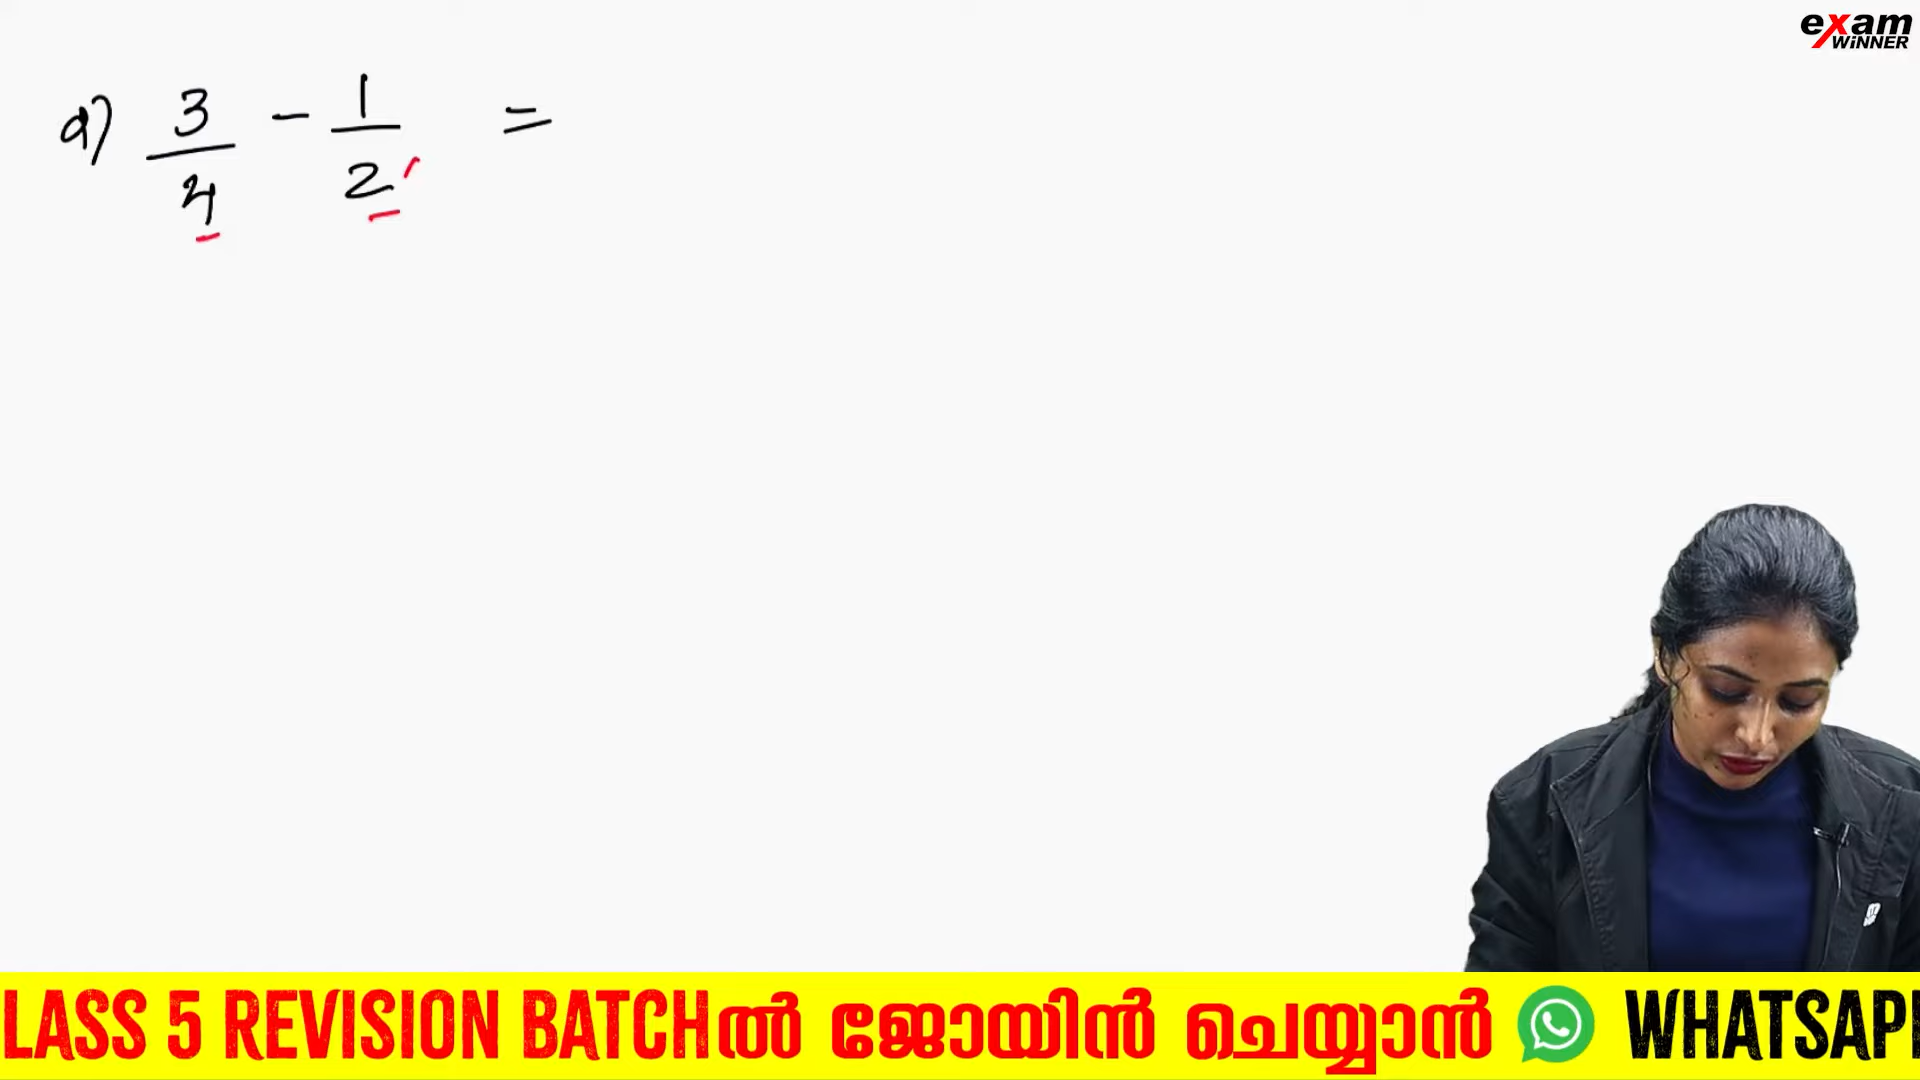 exam
WiNNER
a) 3/4 - 1/2 =
LASS 5 REVISION BATCHൽ ജോയിൻ ചെയ്യാൻ WHATSAPP